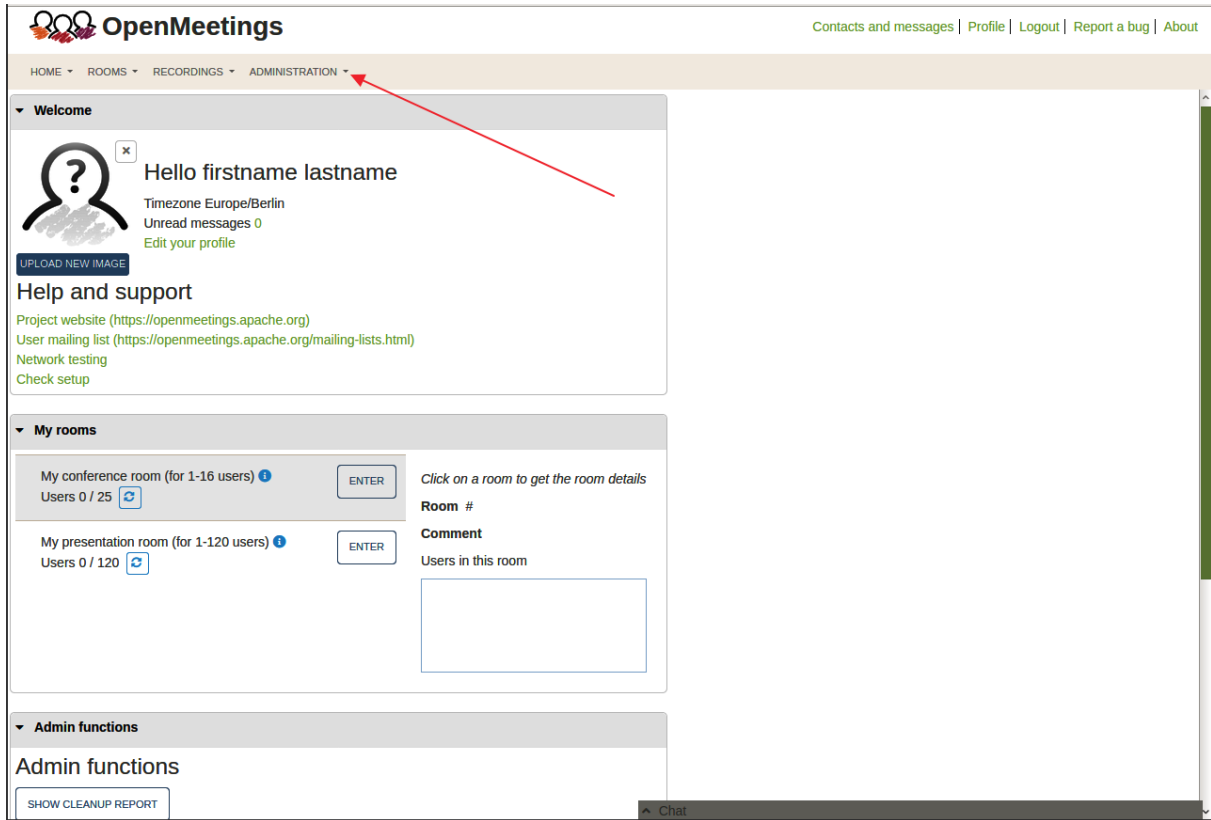 OpenMeetings
Contacts and messages | Profile | Logout | Report a bug | About
HOME ROOMS RECORDINGS ADMINISTRATION
Welcome
?
Hello firstname lastname
Timezone Europe/Berlin
Unread messages 0
Edit your profile
UPLOAD NEW IMAGE
Help and support
Project website (https://openmeetings.apache.org)
User mailing list (https://openmeetings.apache.org/mailing-lists.html)
Network testing
Check setup
My rooms
My conference room (for 1-16 users)
Users 0 / 25
ENTER
My presentation room (for 1-120 users)
Users 0 / 120
ENTER
Click on a room to get the room details
Room #
Comment
Users in this room
Admin functions
Admin functions
SHOW CLEANUP REPORT
Chat